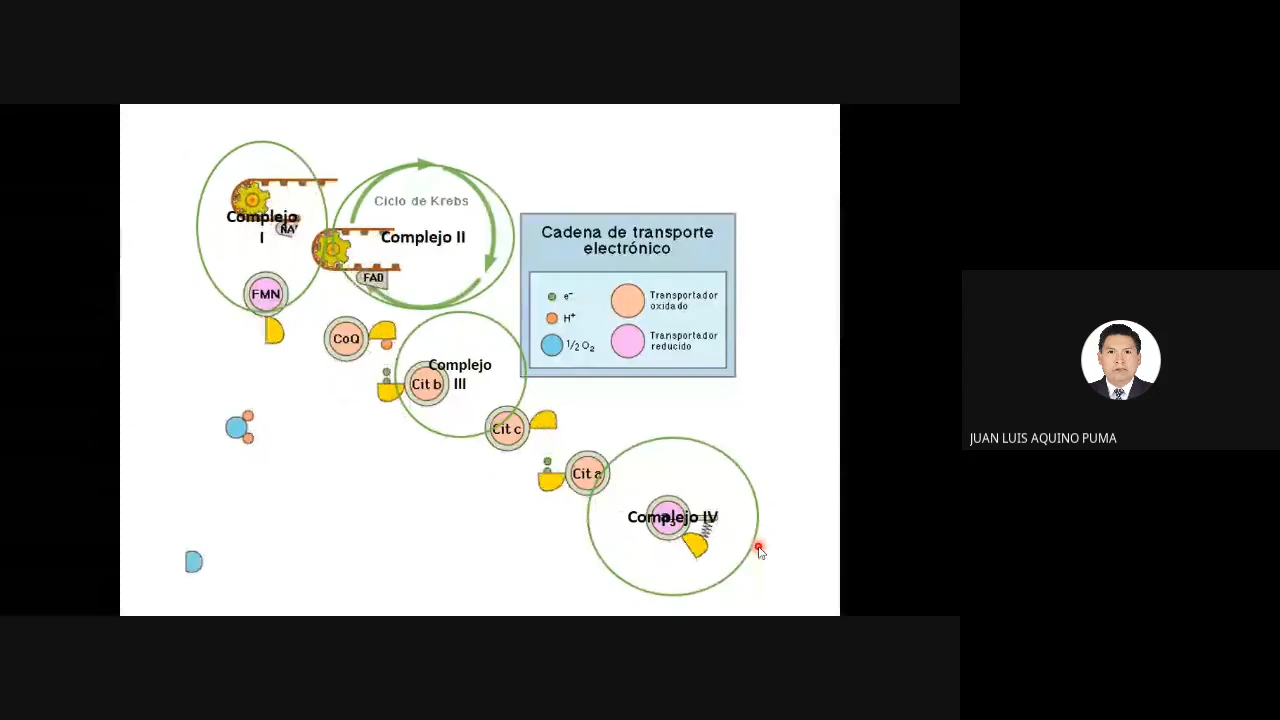 Ciclo de Krebs
Complejo
I
NA
Complejo II
FAD
FMN
CoQ
Complejo
III
Cit b
Cit c
Cit a
Complejo IV
Cadena de transporte
electrónico
e⁻
H⁺
1/2 O₂
Transportador
oxidado
Transportador
reducido
JUAN LUIS AQUINO PUMA